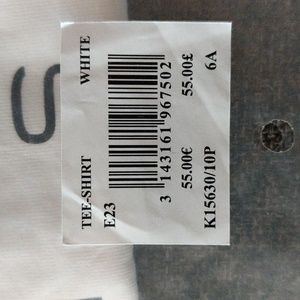 TEE-SHIRT WHITE
E23
3 143161 967502
55.00€ 55.00£
K15630/10P 6A
S